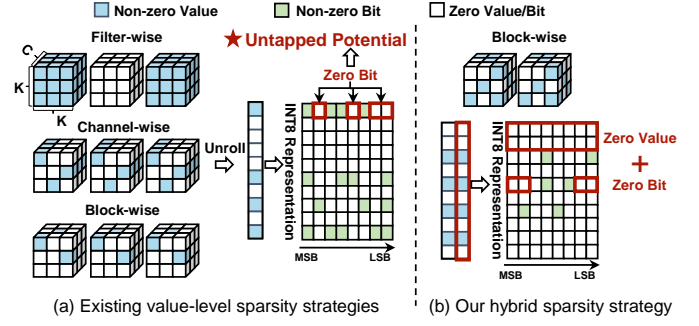 Non-zero Value
Non-zero Bit
Zero Value/Bit
Filter-wise
★ Untapped Potential
Block-wise
C
K
K
Zero Bit
Channel-wise
Unroll
INT8 Representation
INT8 Representation
Zero Value
+
Zero Bit
Block-wise
MSB
LSB
MSB
LSB
(a) Existing value-level sparsity strategies
(b) Our hybrid sparsity strategy